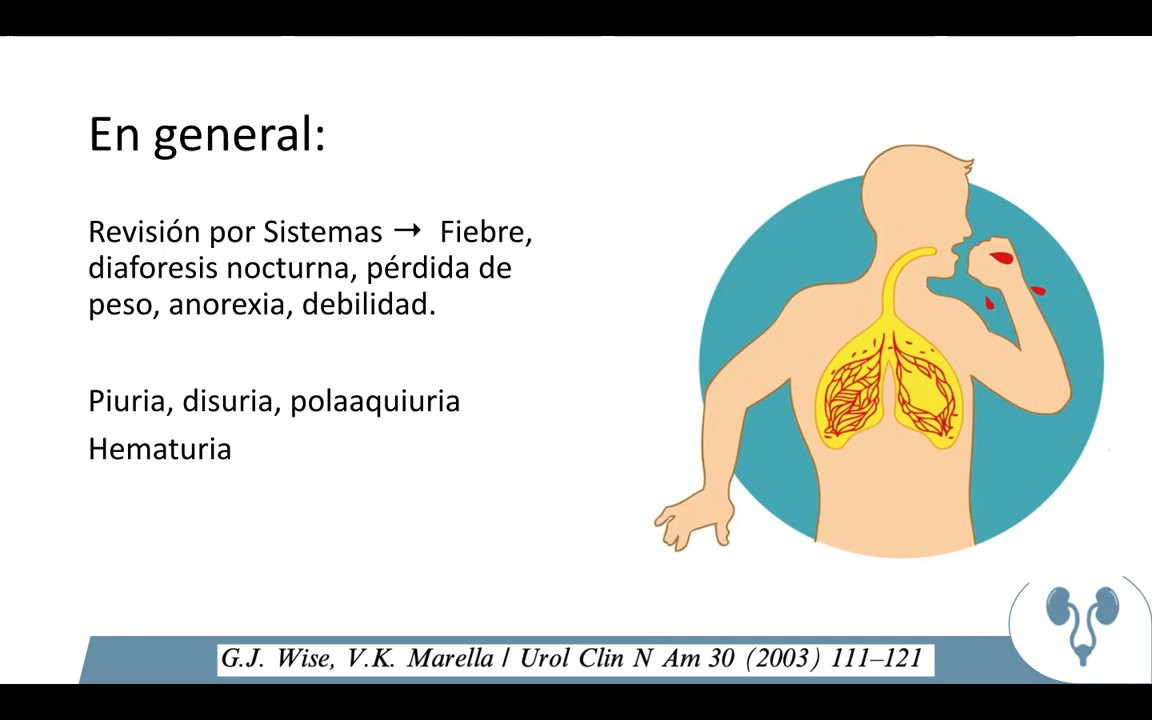 En general:
Revisión por Sistemas → Fiebre,
diaforesis nocturna, pérdida de
peso, anorexia, debilidad.
Piuria, disuria, polaaquiuria
Hematuria
G.J. Wise, V.K. Marella / Urol Clin N Am 30 (2003) 111–121